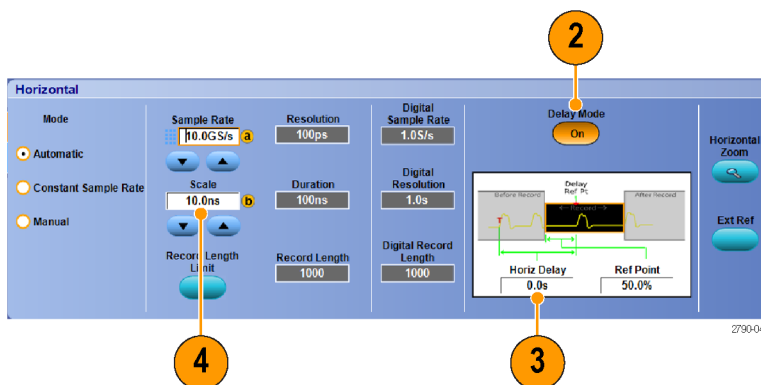 2
Horizontal
Mode
Automatic
Constant Sample Rate
Manual
Sample Rate
10.0GS/s a
Scale
10.0ns b
Record Length
Limit
Resolution
100ps
Duration
100ns
Record Length
1000
Digital
Sample Rate
1.0S/s
Digital
Resolution
1.0s
Digital Record
Length
1000
Delay Mode
On
Before Record
Delay
Ref Pt
After Record
<-- Record -->
T
Horiz Delay
0.0s
Ref Point
50.0%
Horizontal
Zoom
Ext Ref
2790-04
4
3